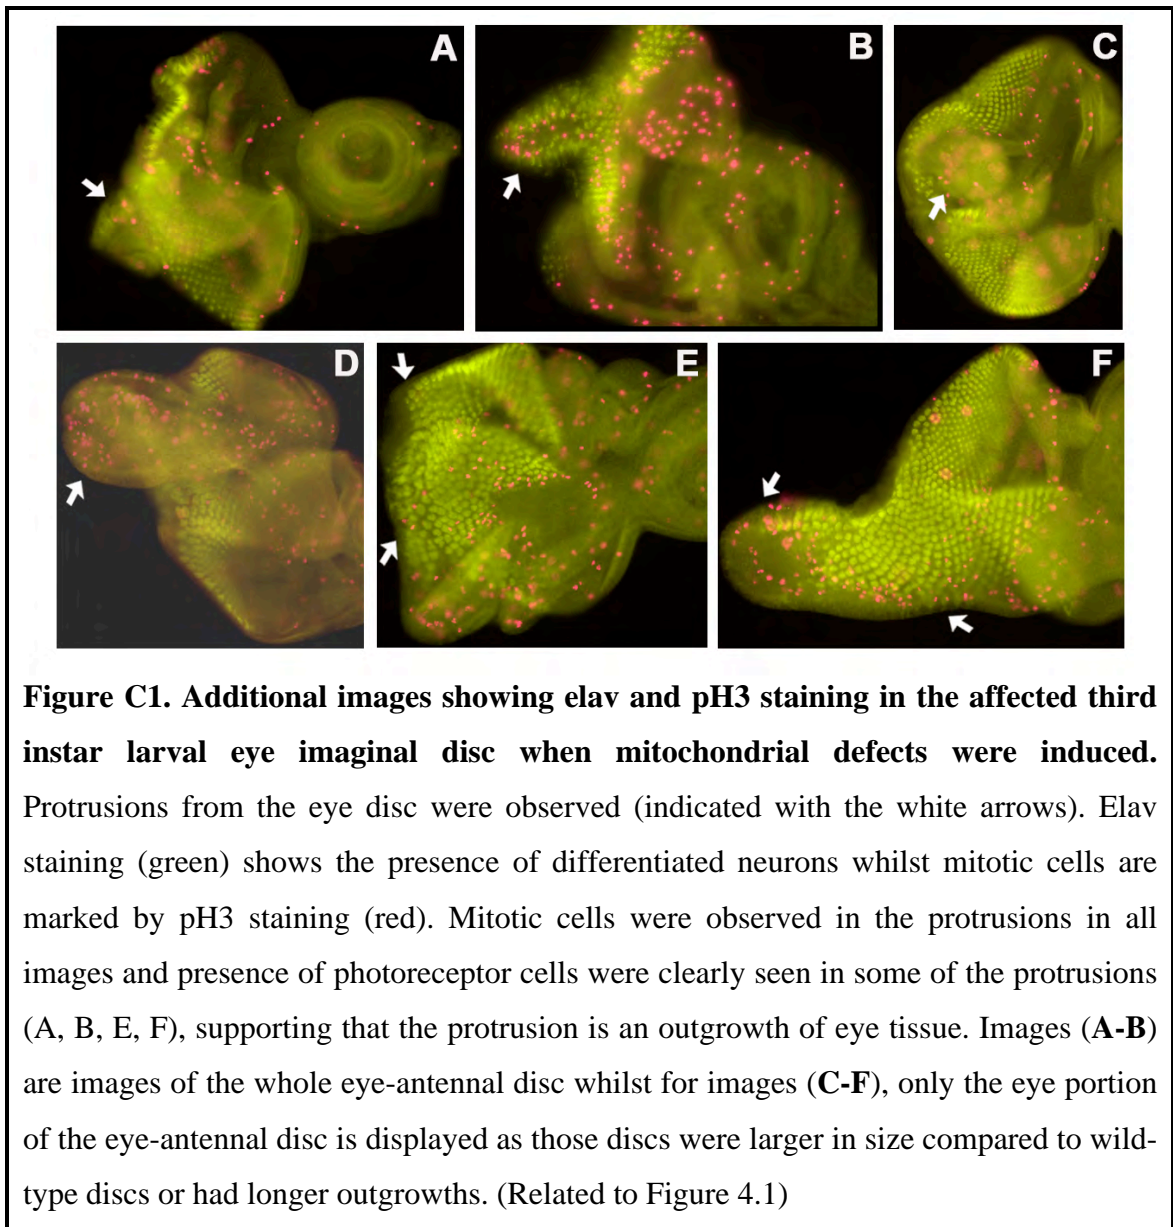 A B C
D E F
Figure C1. Additional images showing elav and pH3 staining in the affected third
instar larval eye imaginal disc when mitochondrial defects were induced.
Protrusions from the eye disc were observed (indicated with the white arrows). Elav
staining (green) shows the presence of differentiated neurons whilst mitotic cells are
marked by pH3 staining (red). Mitotic cells were observed in the protrusions in all
images and presence of photoreceptor cells were clearly seen in some of the protrusions
(A, B, E, F), supporting that the protrusion is an outgrowth of eye tissue. Images (A-B)
are images of the whole eye-antennal disc whilst for images (C-F), only the eye portion
of the eye-antennal disc is displayed as those discs were larger in size compared to wild-
type discs or had longer outgrowths. (Related to Figure 4.1)